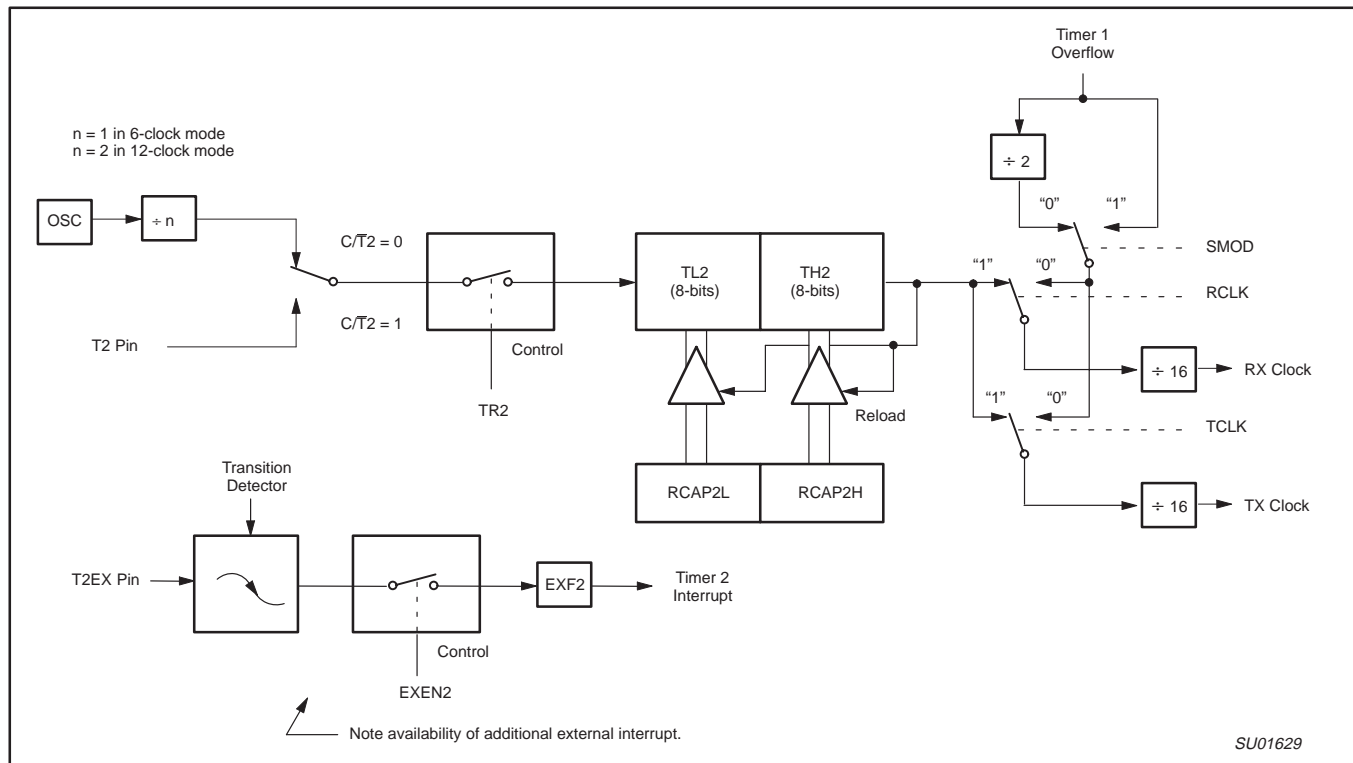 Timer 1
Overflow
n = 1 in 6-clock mode
n = 2 in 12-clock mode
÷ 2
“0”
“1”
OSC
÷ n
C/T̅2 = 0
SMOD
TL2
(8-bits)
TH2
(8-bits)
“1”
“0”
RCLK
C/T̅2 = 1
T2 Pin
Control
÷ 16
RX Clock
TR2
Reload
“1”
“0”
TCLK
Transition
Detector
RCAP2L
RCAP2H
÷ 16
TX Clock
T2EX Pin
EXF2
Timer 2
Interrupt
Control
EXEN2
Note availability of additional external interrupt.
SU01629